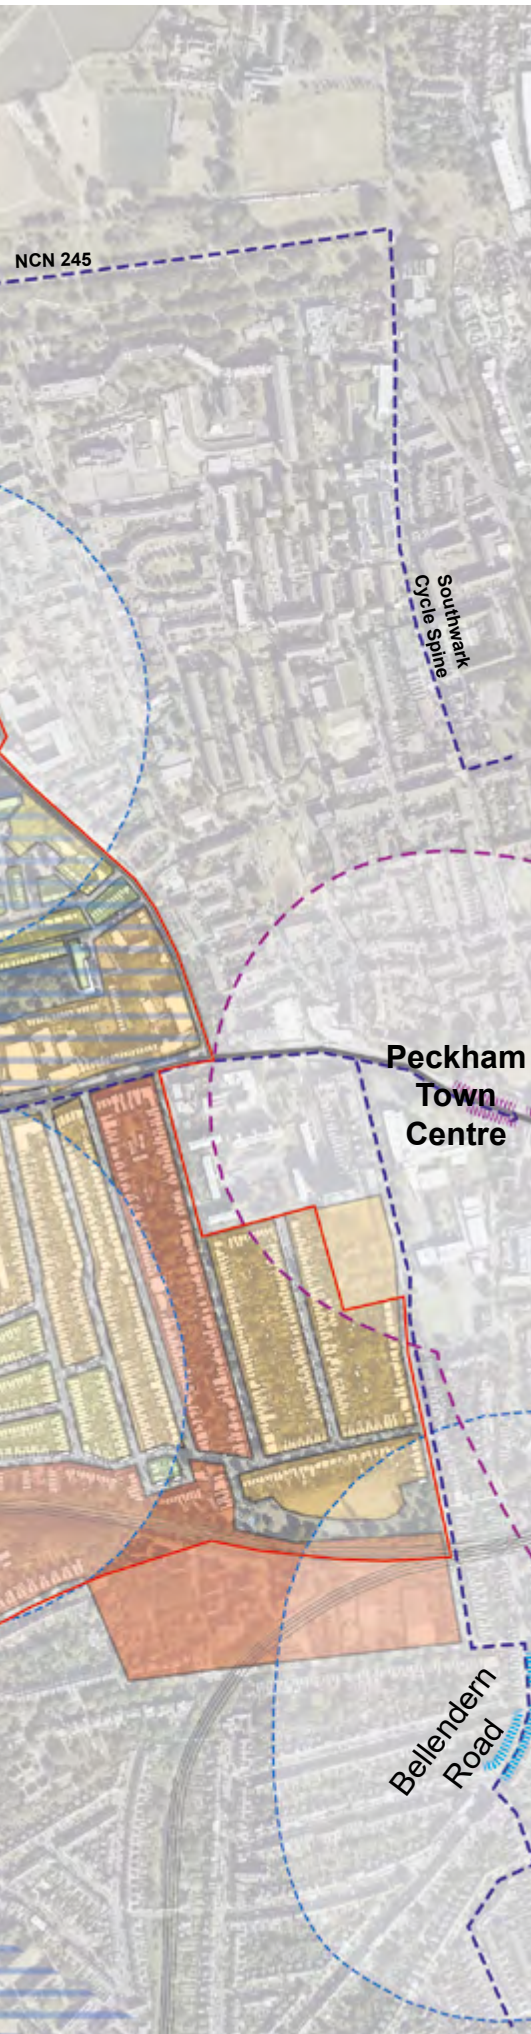 NCN 245
Southwark
Cycle Spine
Peckham
Town
Centre
Bellendern
Road